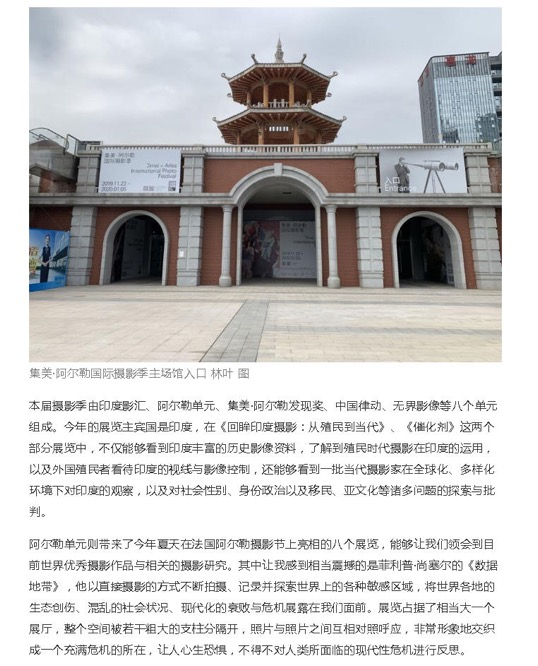 集美·阿尔勒
国际摄影季
Jimei × Arles
International Photo
Festival
2019.11.22 -
2020.01.05
入口
Entrance
集美·阿尔勒国际摄影季主场馆入口 林叶 图
本届摄影季由印度影汇、阿尔勒单元、集美·阿尔勒发现奖、中国律动、无界影像等八个单元
组成。今年的展览主宾国是印度，在《回眸印度摄影：从殖民到当代》、《催化剂》这两个
部分展览中，不仅能够看到印度丰富的历史影像资料，了解到殖民时代摄影在印度的运用，
以及外国殖民者看待印度的视线与影像控制，还能够看到一批当代摄影家在全球化、多样化
环境下对印度的观察，以及对社会性别、身份政治以及移民、亚文化等诸多问题的探索与批
判。
阿尔勒单元则带来了今年夏天在法国阿尔勒摄影节上亮相的八个展览，能够让我们领会到目
前世界优秀摄影作品与相关的摄影研究。其中让我感到相当震撼的是菲利普·尚塞尔的《数据
地带》，他以直接摄影的方式不断拍摄、记录并探索世界上的各种敏感区域，将世界各地的
生态创伤、混乱的社会状况、现代化的衰败与危机展露在我们面前。展览占据了相当大一个
展厅，整个空间被若干粗大的支柱分隔开，照片与照片之间互相对照呼应，非常形象地交织
成一个充满危机的所在，让人心生恐惧，不得不对人类所面临的现代性危机进行反思。